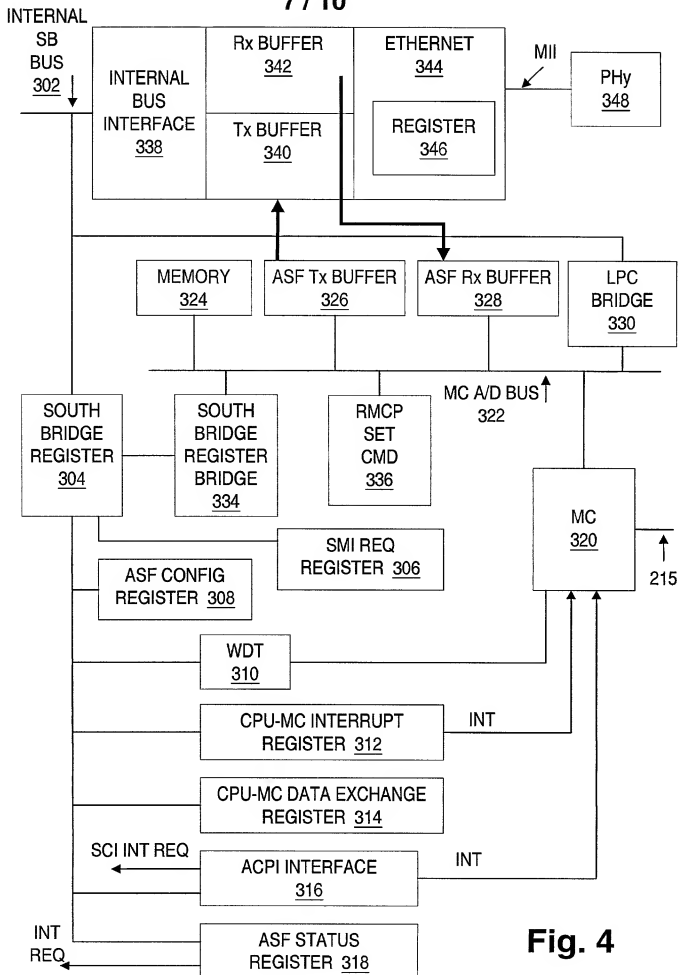 7 / 10
INTERNAL
SB
BUS
302
INTERNAL
BUS
INTERFACE
338
Rx BUFFER
342
Tx BUFFER
340
ETHERNET
344
REGISTER
346
MII
PHy
348
MEMORY
324
ASF Tx BUFFER
326
ASF Rx BUFFER
328
LPC
BRIDGE
330
MC A/D BUS
322
SOUTH
BRIDGE
REGISTER
304
SOUTH
BRIDGE
REGISTER
BRIDGE
334
RMCP
SET
CMD
336
MC
320
215
SMI REQ
REGISTER 306
ASF CONFIG
REGISTER 308
WDT
310
CPU-MC INTERRUPT
REGISTER 312
INT
CPU-MC DATA EXCHANGE
REGISTER 314
SCI INT REQ
ACPI INTERFACE
316
INT
INT
REQ
ASF STATUS
REGISTER 318
Fig. 4